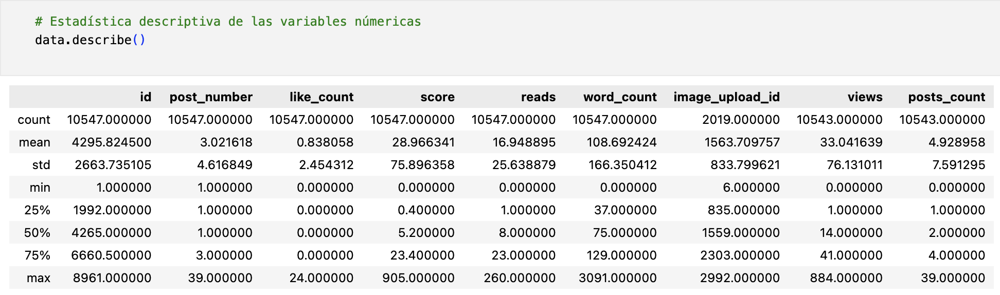 # Estadística descriptiva de las variables númericas
data.describe()
id post_number like_count score reads word_count image_upload_id views posts_count
count 10547.000000 10547.000000 10547.000000 10547.000000 10547.000000 10547.000000 2019.000000 10543.000000 10543.000000
mean 4295.824500 3.021618 0.838058 28.966341 16.948895 108.692424 1563.709757 33.041639 4.928958
std 2663.735105 4.616849 2.454312 75.896358 25.638879 166.350412 833.799621 76.131011 7.591295
min 1.000000 1.000000 0.000000 0.000000 0.000000 0.000000 6.000000 0.000000 0.000000
25% 1992.000000 1.000000 0.000000 0.400000 1.000000 37.000000 835.000000 1.000000 1.000000
50% 4265.000000 1.000000 0.000000 5.200000 8.000000 75.000000 1559.000000 14.000000 2.000000
75% 6660.500000 3.000000 0.000000 23.400000 23.000000 129.000000 2303.000000 41.000000 4.000000
max 8961.000000 39.000000 24.000000 905.000000 260.000000 3091.000000 2992.000000 884.000000 39.000000